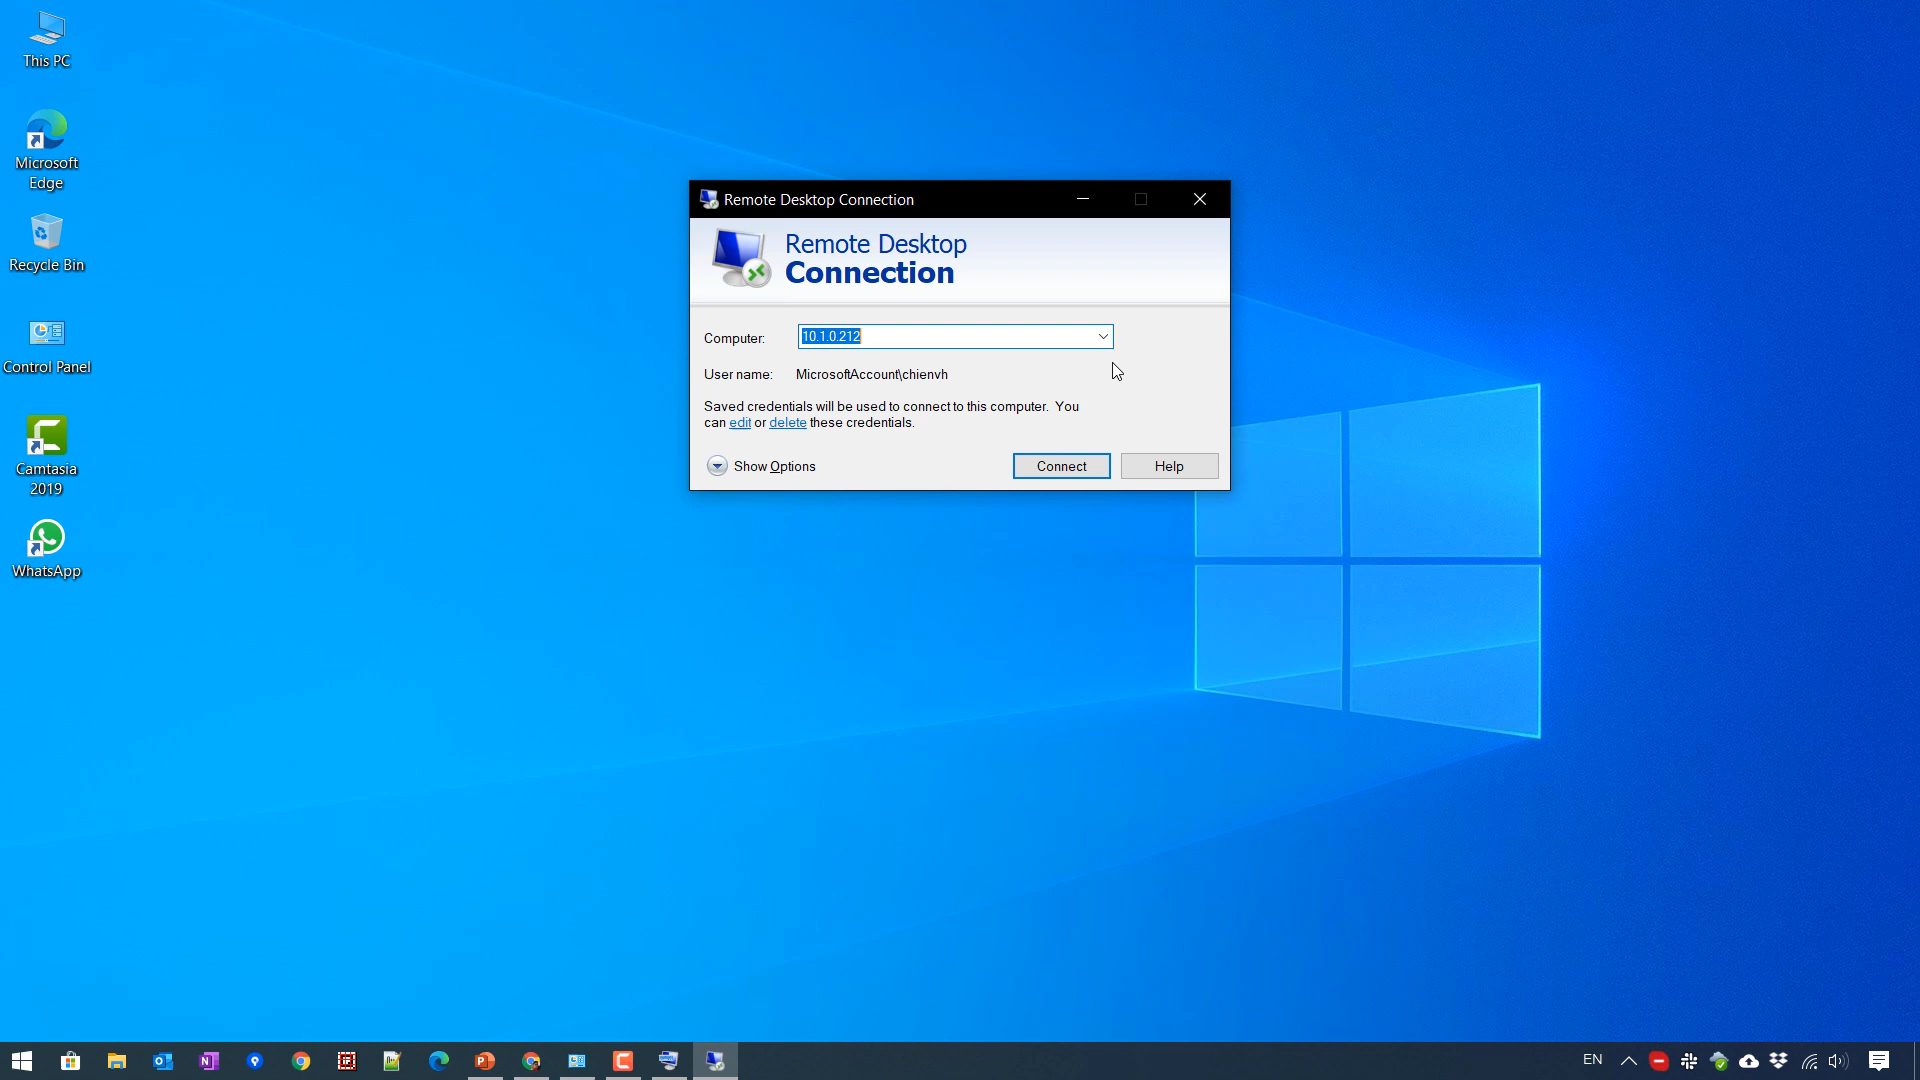 This PC
Microsoft
Edge
Recycle Bin
Control Panel
Camtasia
2019
WhatsApp
Remote Desktop Connection
Remote Desktop
Connection
Computer: 10.1.0.212
User name: MicrosoftAccount\chienvh
Saved credentials will be used to connect to this computer. You
can edit or delete these credentials.
Show Options
Connect
Help
EN